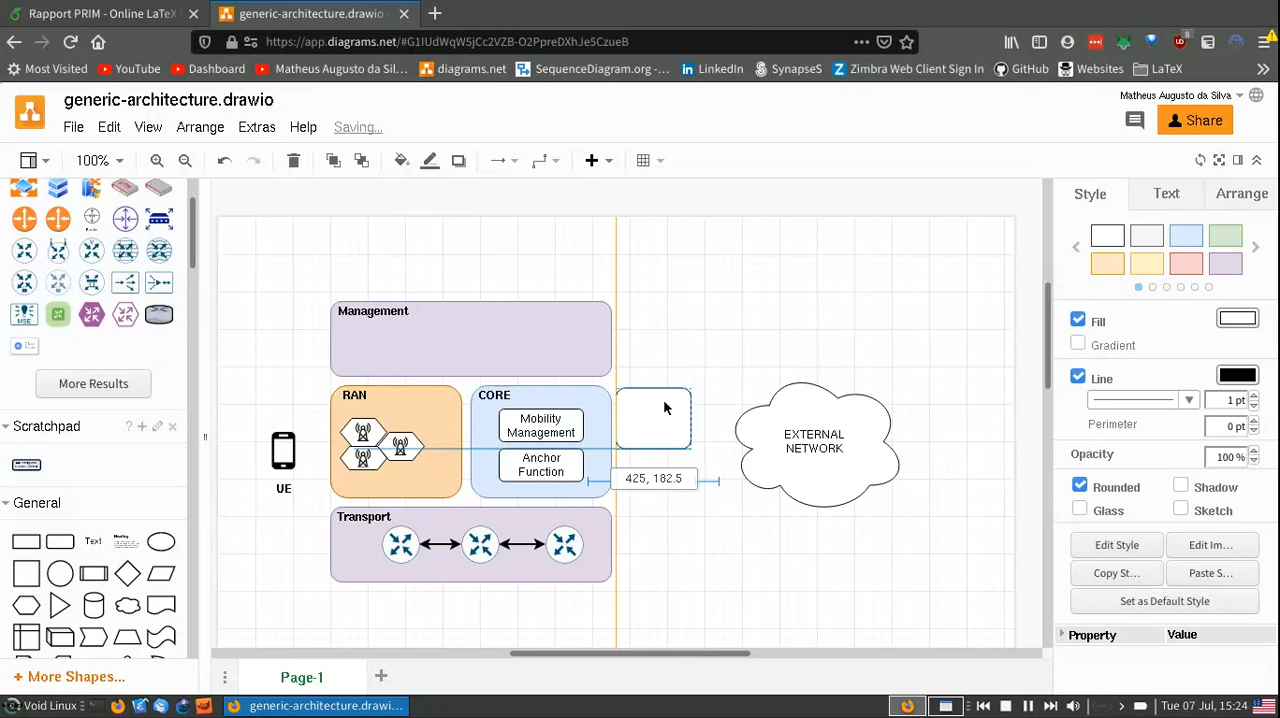 Rapport PRIM - Online LaTeX
generic-architecture.drawio
https://app.diagrams.net/#G1IUdWqW5jCc2VZB-O2PpreDXhJe5CzueB
8
Most Visited
YouTube
Dashboard
Matheus Augusto da Silva...
diagrams.net
SequenceDiagram.org -...
LinkedIn
SynapseS
Zimbra Web Client Sign In
GitHub
Websites
LaTeX
generic-architecture.drawio
Matheus Augusto da Silva
File
Edit
View
Arrange
Extras
Help
Saving...
Share
100%
Style
Text
Arrange
MSE
More Results
Scratchpad
General
Text
Heading
More Shapes...
Management
RAN
CORE
Mobility
Management
Anchor
Function
UE
425, 182.5
EXTERNAL
NETWORK
Transport
Fill
Gradient
Line
1 pt
Perimeter
0 pt
Opacity
100 %
Rounded
Shadow
Glass
Sketch
Edit Style
Edit Im...
Copy St...
Paste S...
Set as Default Style
Property
Value
Page-1
Void Linux
generic-architecture.drawi...
Tue 07 Jul, 15:24